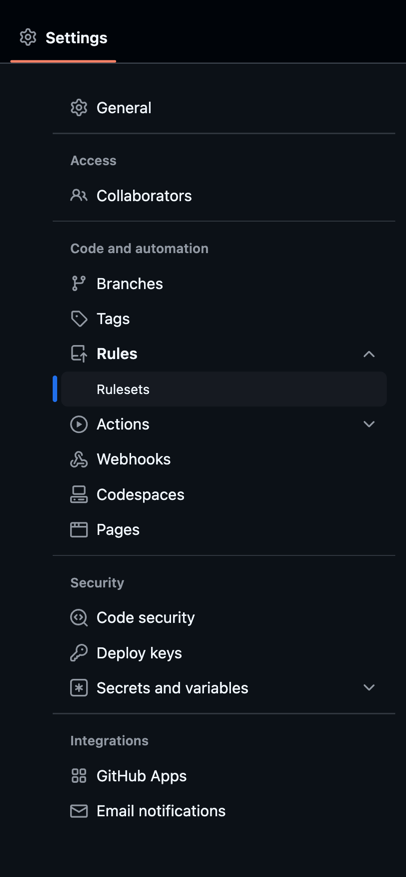 Settings
General
Access
Collaborators
Code and automation
Branches
Tags
Rules
Rulesets
Actions
Webhooks
Codespaces
Pages
Security
Code security
Deploy keys
Secrets and variables
Integrations
GitHub Apps
Email notifications